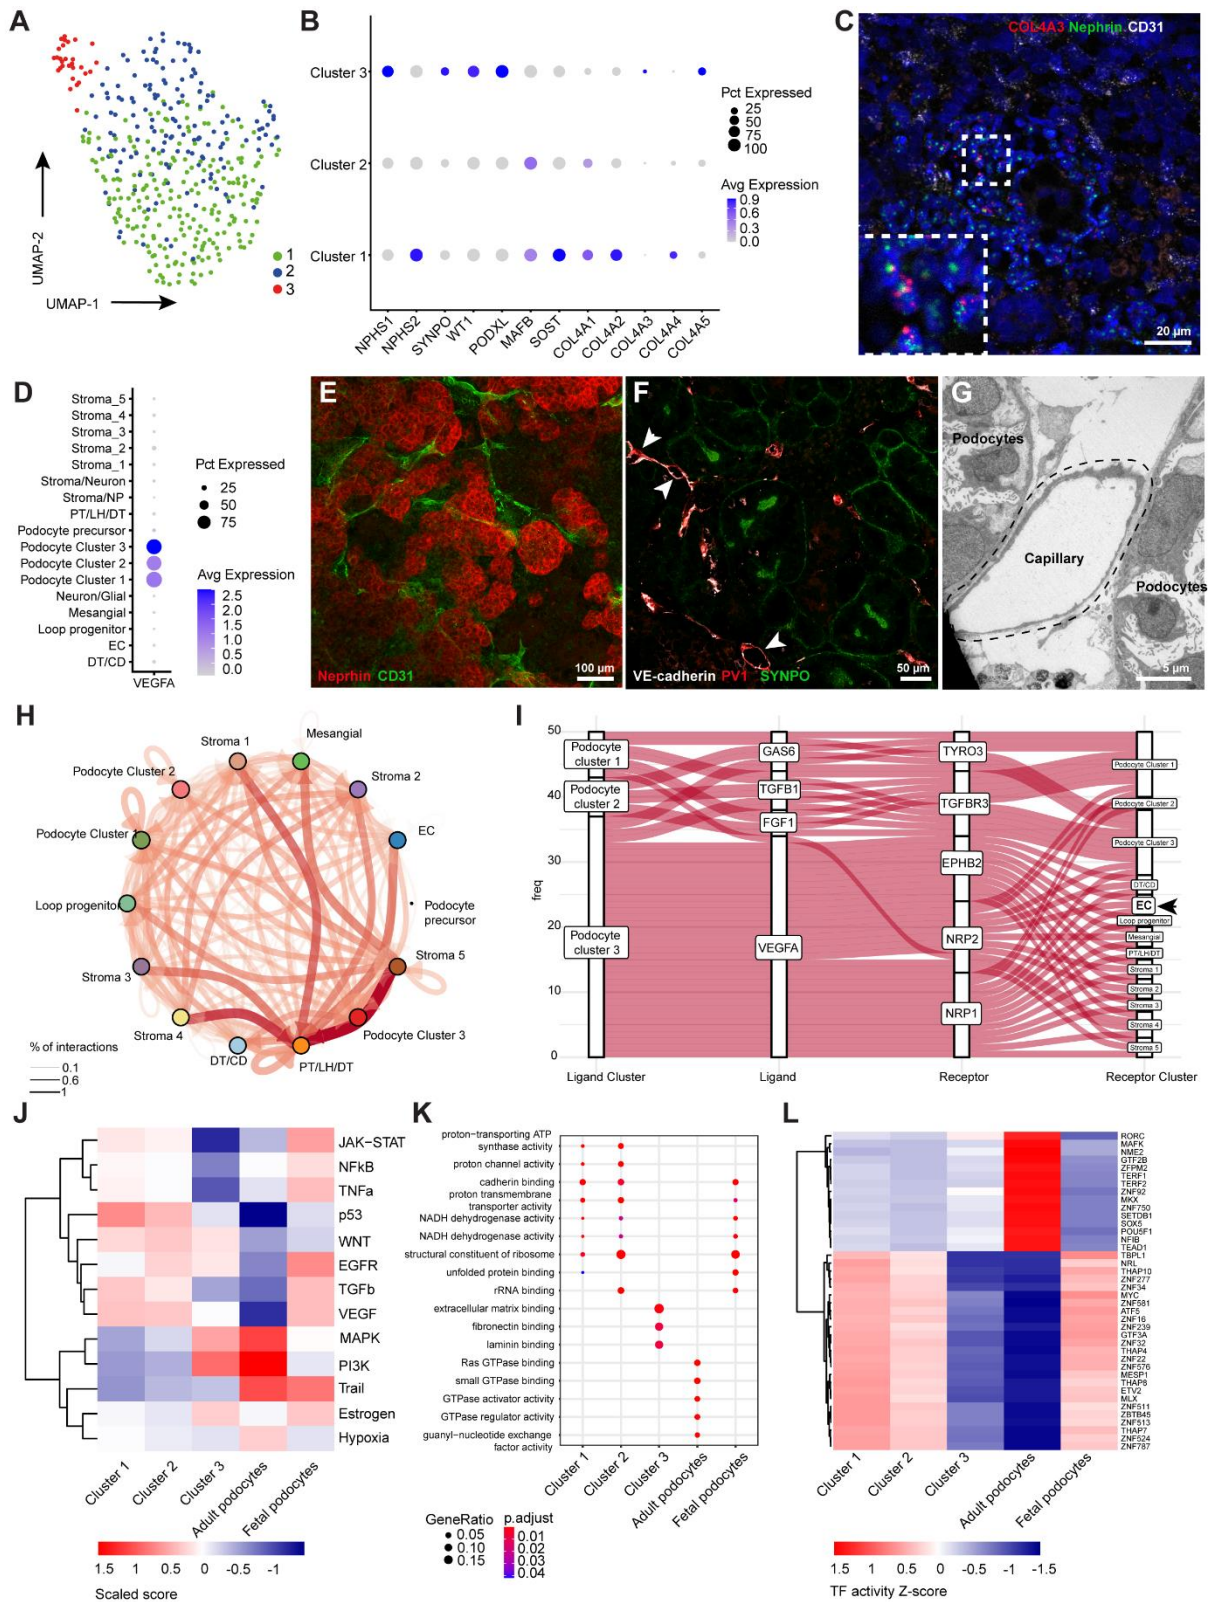 A
UMAP-2
UMAP-1
1
2
3
B
Cluster 3
Cluster 2
Cluster 1
NPHS1
NPHS2
SYNPO
WT1
PODXL
MAFB
SOST
COL4A1
COL4A2
COL4A3
COL4A4
COL4A5
Pct Expressed
25
50
75
100
Avg Expression
0.9
0.6
0.3
0.0
C
COL4A3 Nephrin CD31
20 µm
D
Stroma_5
Stroma_4
Stroma_3
Stroma_2
Stroma_1
Stroma/Neuron
Stroma/NP
PT/LH/DT
Podocyte precursor
Podocyte Cluster 3
Podocyte Cluster 2
Podocyte Cluster 1
Neuron/Glial
Mesangial
Loop progenitor
EC
DT/CD
VEGFA
Pct Expressed
25
50
75
Avg Expression
2.5
2.0
1.5
1.0
0.5
0.0
E
Neprhin CD31
100 µm
F
VE-cadherin PV1 SYNPO
50 µm
G
Podocytes
Capillary
Podocytes
5 µm
H
Mesangial
Stroma 1
Stroma 2
Podocyte Cluster 2
EC
Podocyte Cluster 1
Loop progenitor
Podocyte
precursor
Stroma 5
Stroma 3
Stroma 4
Podocyte Cluster 3
DT/CD
PT/LH/DT
% of interactions
0.1
0.6
1
I
freq
50
40
30
20
10
0
Podocyte
cluster 1
Podocyte
cluster 2
Podocyte
cluster 3
GAS6
TGFB1
FGF1
VEGFA
TYRO3
TGFBR3
EPHB2
NRP2
NRP1
Podocyte Cluster 1
Podocyte Cluster 2
Podocyte Cluster 3
DT/CD
EC
Loop progenitor
Mesangial
PT/LH/DT
Stroma 1
Stroma 2
Stroma 3
Stroma 4
Stroma 5
Ligand Cluster
Ligand
Receptor
Receptor Cluster
J
JAK−STAT
NFkB
TNFa
p53
WNT
EGFR
TGFb
VEGF
MAPK
PI3K
Trail
Estrogen
Hypoxia
Cluster 1
Cluster 2
Cluster 3
Adult podocytes
Fetal podocytes
1.5 1 0.5 0 -0.5 -1
Scaled score
K
proton-transporting ATP
synthase activity
proton channel activity
cadherin binding
proton transmembrane
transporter activity
NADH dehydrogenase activity
NADH dehydrogenase activity
structural constituent of ribosome
unfolded protein binding
rRNA binding
extracellular matrix binding
fibronectin binding
laminin binding
Ras GTPase binding
small GTPase binding
GTPase activator activity
GTPase regulator activity
guanyl-nucleotide exchange
factor activity
Cluster 1
Cluster 2
Cluster 3
Adult podocytes
Fetal podocytes
GeneRatio
0.05
0.10
0.15
p.adjust
0.01
0.02
0.03
0.04
L
RORC
MAFK
NME2
GTF2B
ZFPM2
TERF1
TERF2
ZNF92
MKX
ZNF750
SETDB1
SOX5
POU5F1
NFIB
TEAD1
TBPL1
NRL
THAP10
ZNF277
ZNF34
MYC
ZNF581
ATF5
ZNF16
ZNF239
GTF3A
ZNF32
THAP4
ZNF22
ZNF576
MESP1
THAP8
ETV2
MLX
ZNF511
ZBTB45
ZNF513
THAP7
ZNF524
ZNF787
Cluster 1
Cluster 2
Cluster 3
Adult podocytes
Fetal podocytes
1.5 1 0.5 0 -0.5 -1 -1.5
TF activity Z-score